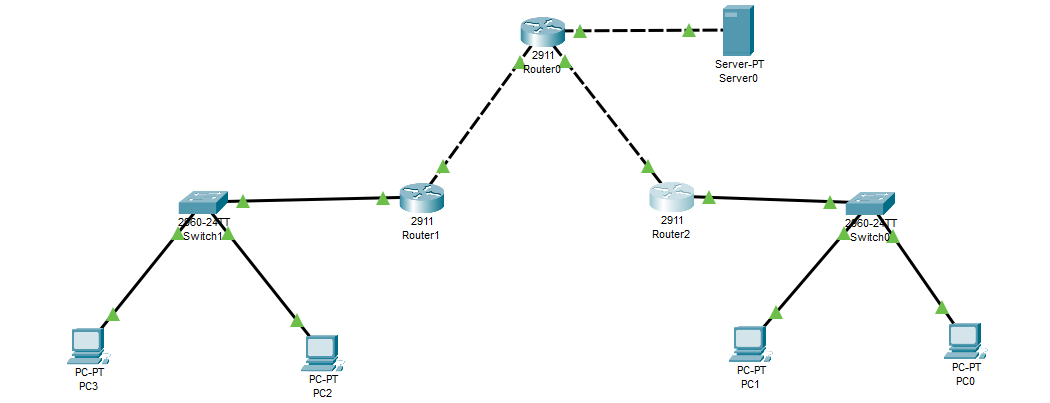 2911
Router0
Server-PT
Server0
2960-24TT
Switch1
2911
Router1
2911
Router2
2960-24TT
Switch0
PC-PT
PC3
PC-PT
PC2
PC-PT
PC1
PC-PT
PC0